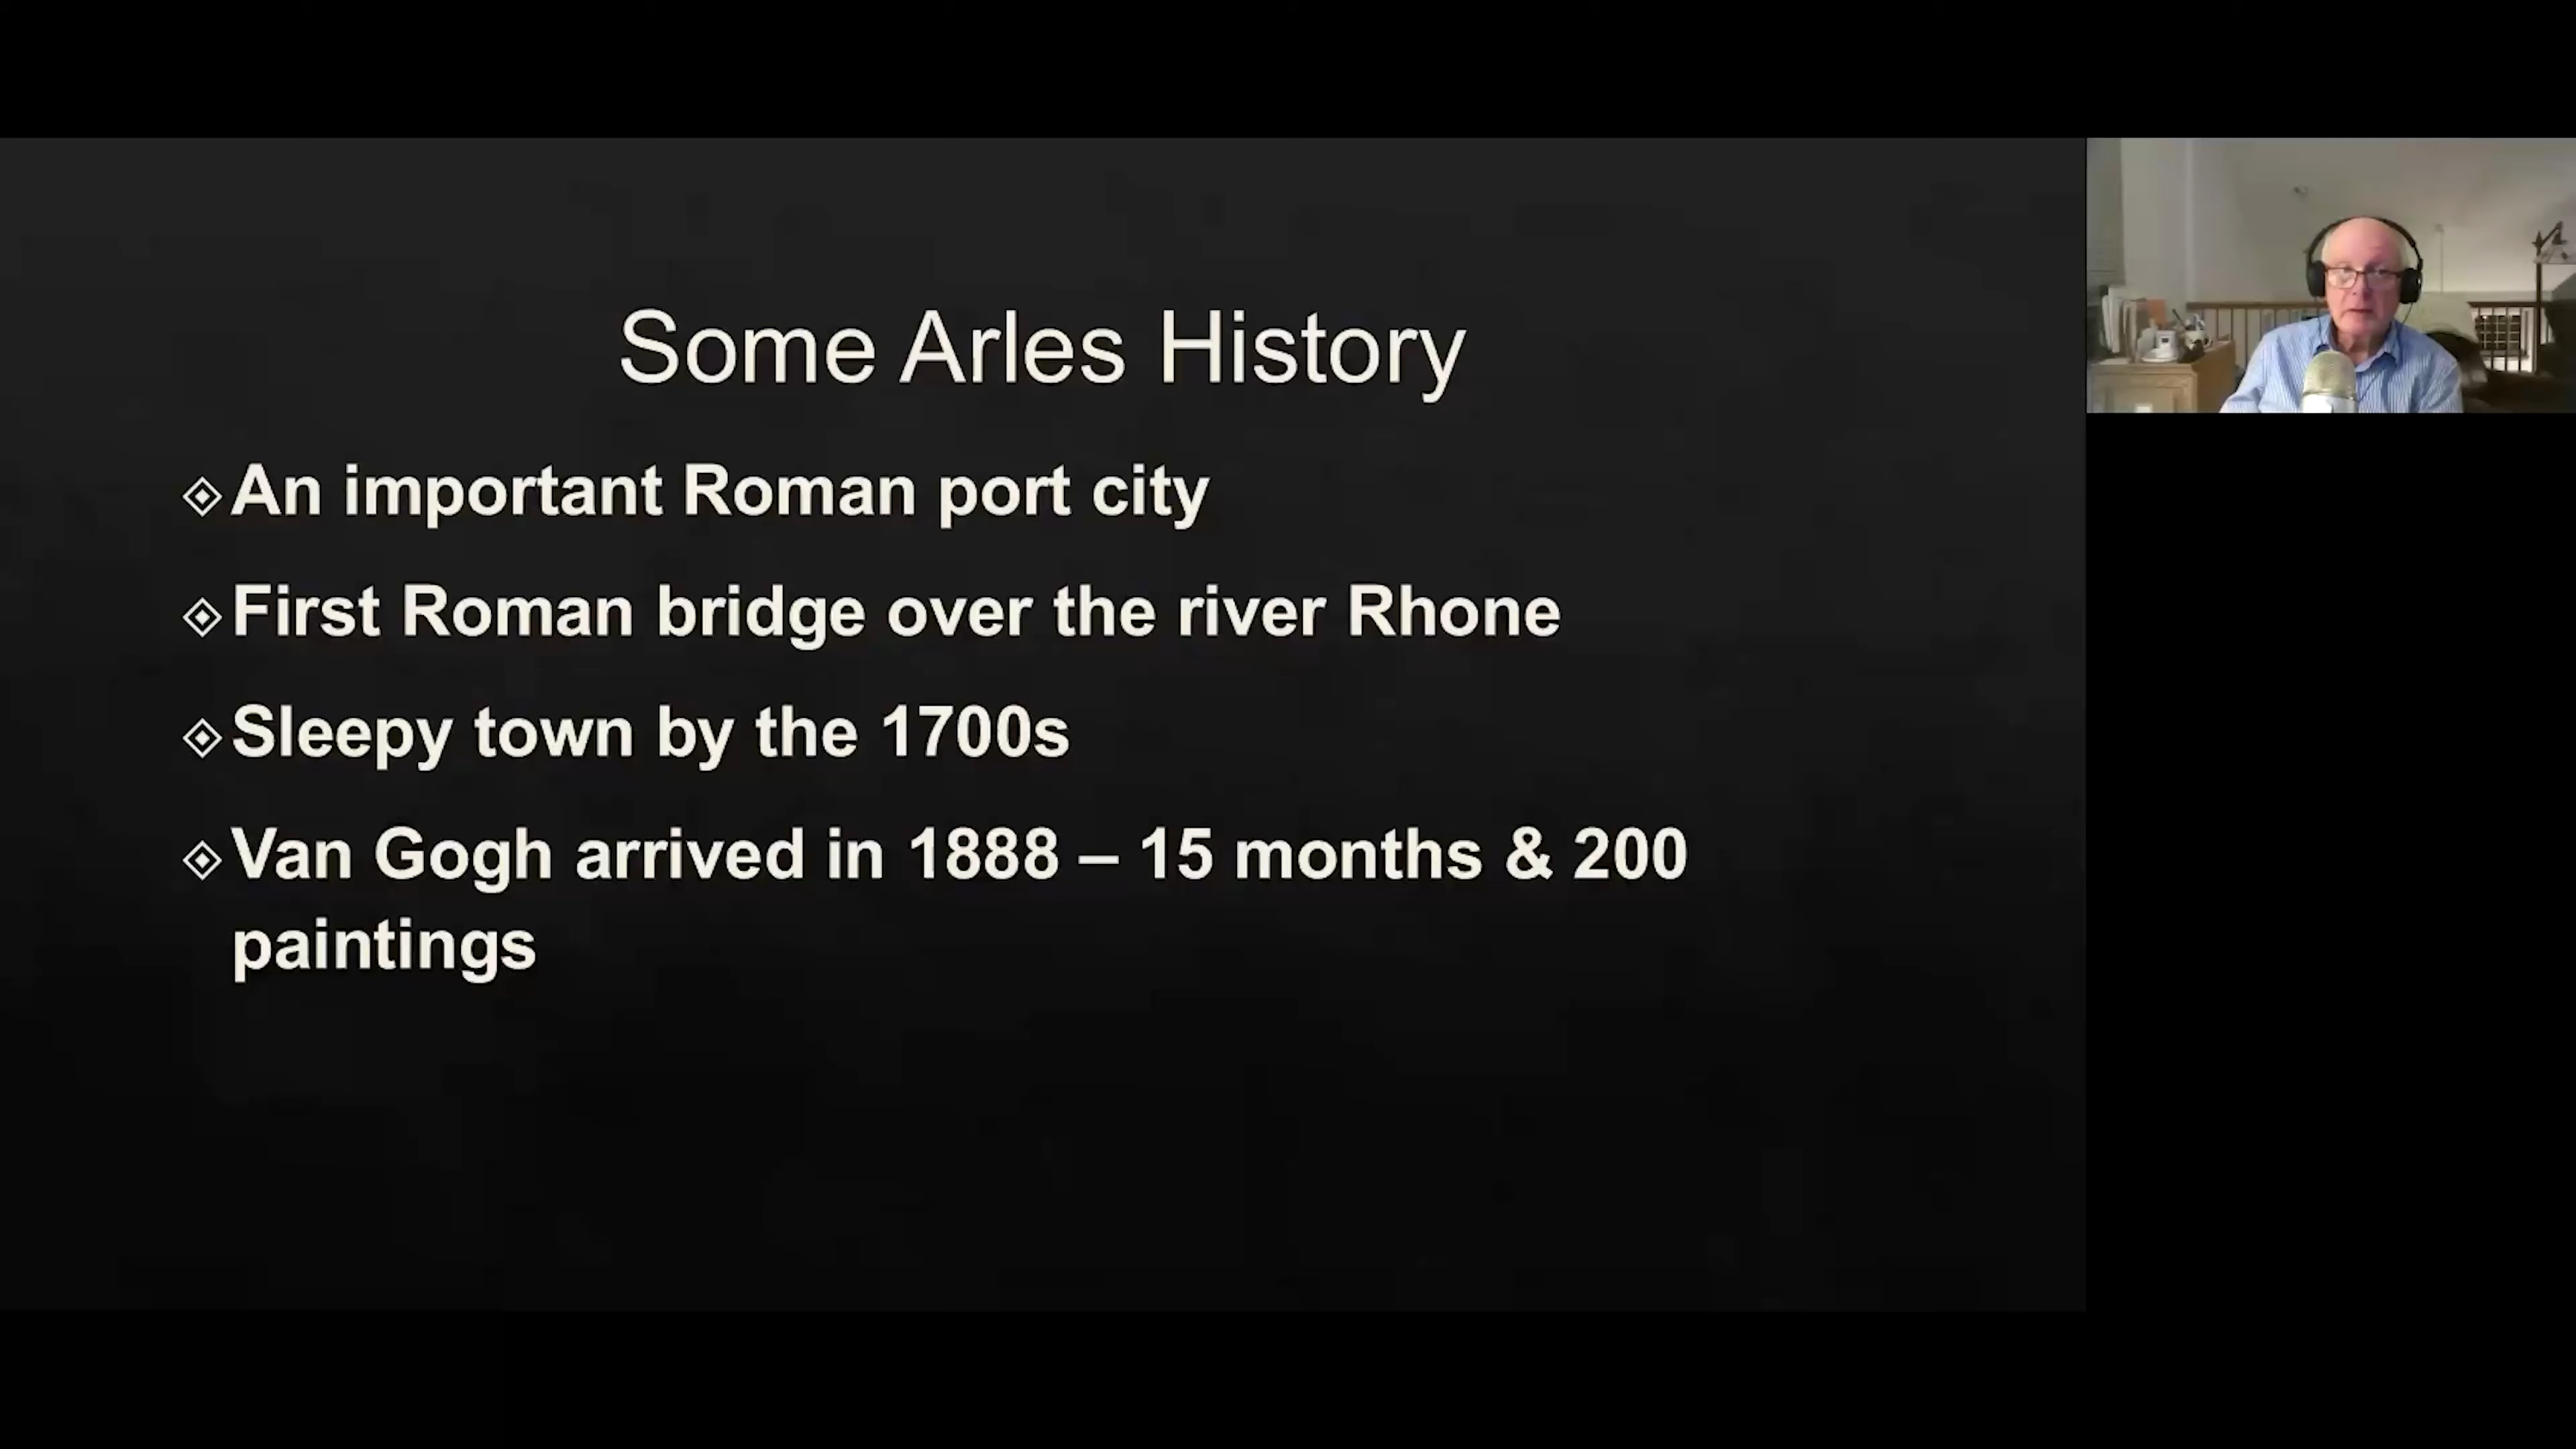 Some Arles History
An important Roman port city
First Roman bridge over the river Rhone
Sleepy town by the 1700s
Van Gogh arrived in 1888 – 15 months & 200
paintings